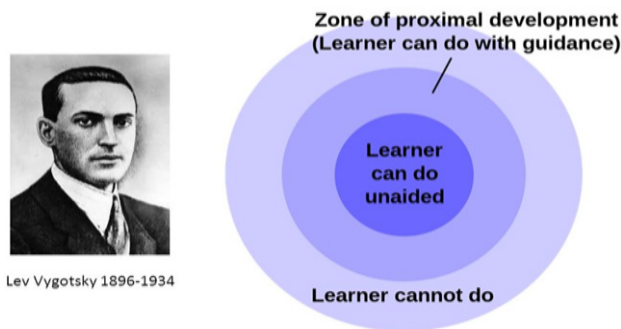 Zone of proximal development
(Learner can do with guidance)
Learner
can do
unaided
Learner cannot do
Lev Vygotsky 1896-1934